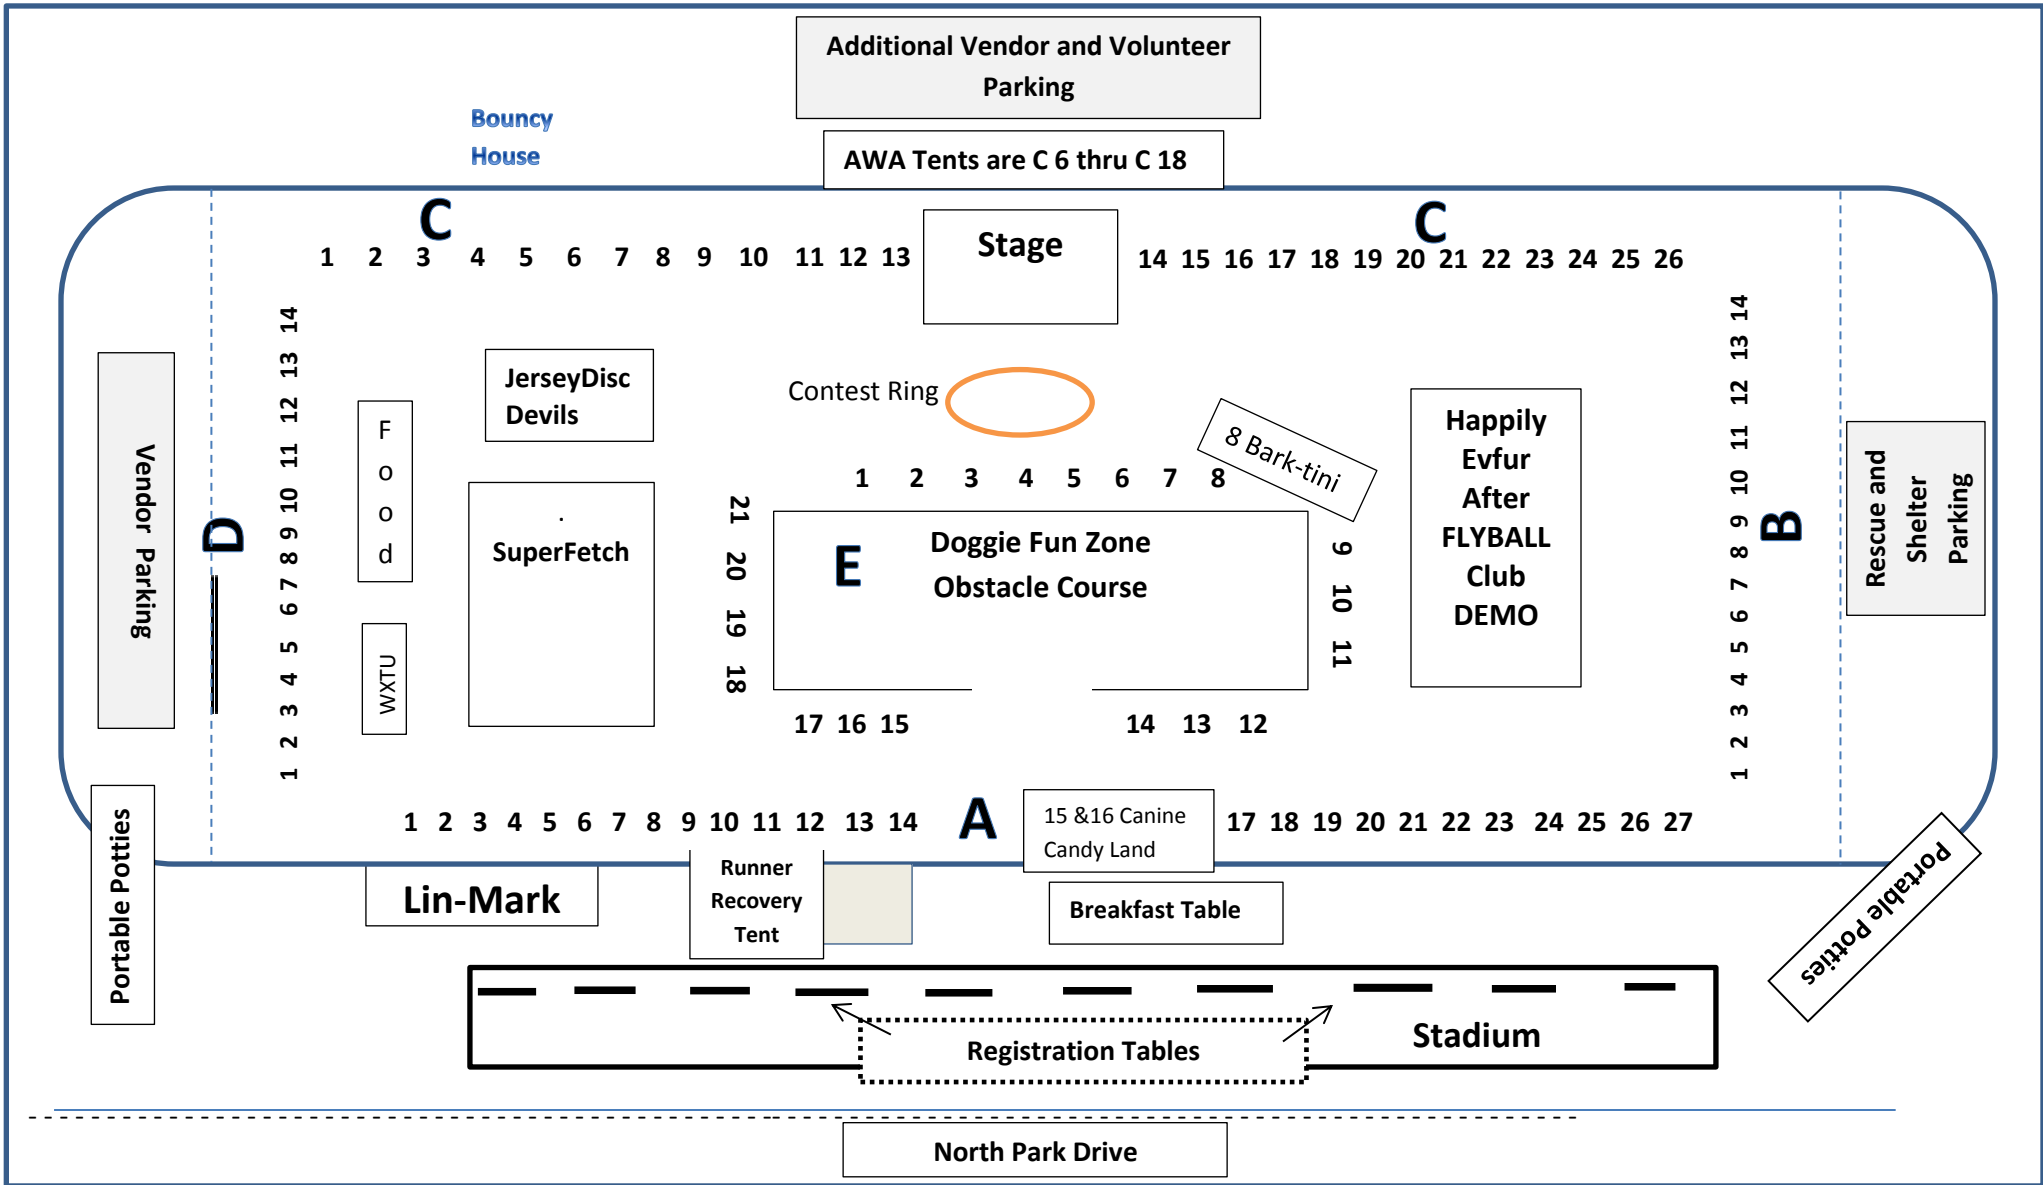 Additional Vendor and Volunteer
Parking
Bouncy
House
AWA Tents are C 6 thru C 18
C
C
1 2 3 4 5 6 7 8 9 10 11 12 13
Stage
14 15 16 17 18 19 20 21 22 23 24 25 26
Vendor Parking
D
14
13
12
11
10
9
8
7
6
5
4
3
2
1
Food
WXTU
JerseyDisc
Devils
.
SuperFetch
Contest Ring
1 2 3 4 5 6 7 8
8 Bark-tini
21
20
19
18
E
Doggie Fun Zone
Obstacle Course
9
10
11
17 16 15
14 13 12
Happily
Evfur
After
FLYBALL
Club
DEMO
14
13
12
11
10
9
8
7
6
5
4
3
2
1
B
Rescue and
Shelter
Parking
Portable Potties
1 2 3 4 5 6 7 8 9 10 11 12 13 14
A
15 &16 Canine
Candy Land
17 18 19 20 21 22 23 24 25 26 27
Lin-Mark
Runner
Recovery
Tent
Breakfast Table
Portable Potties
Stadium
Registration Tables
North Park Drive